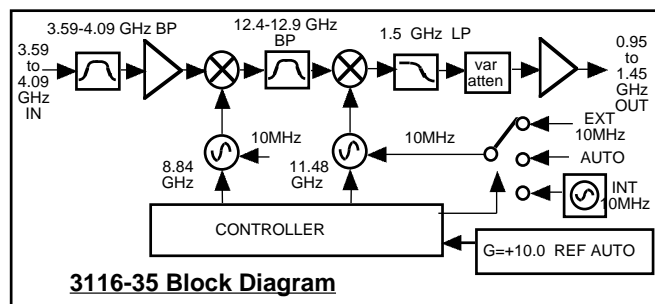 3.59-4.09 GHz BP
12.4-12.9 GHz
BP
1.5 GHz LP
3.59
to
4.09
GHz
IN
var
atten
0.95
to
1.45
GHz
OUT
10MHz
8.84
GHz
11.48
GHz
10MHz
EXT
10MHz
AUTO
INT
10MHz
CONTROLLER
G=+10.0 REF AUTO
3116-35 Block Diagram